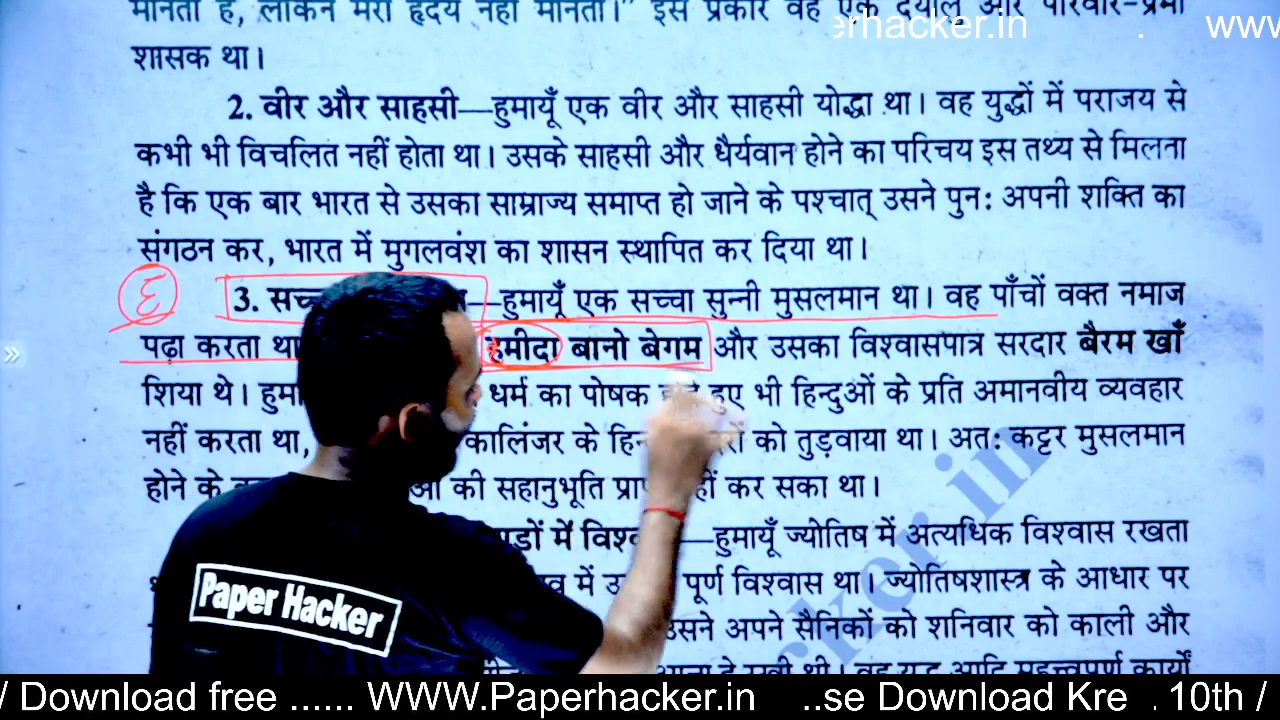 मानता है, लेकिन मेरा हृदय नहीं मानता।” इस प्रकार वह एक दयालु और परिवार-प्रेमी
erhacker.in . www
शासक था।
2. वीर और साहसी—हुमायूँ एक वीर और साहसी योद्धा था। वह युद्धों में पराजय से
कभी भी विचलित नहीं होता था। उसके साहसी और धैर्यवान होने का परिचय इस तथ्य से मिलता
है कि एक बार भारत से उसका साम्राज्य समाप्त हो जाने के पश्चात् उसने पुनः अपनी शक्ति का
संगठन कर, भारत में मुगलवंश का शासन स्थापित कर दिया था।
3. —हुमायूँ एक सच्चा सुन्नी मुसलमान था। वह पाँचों वक्त नमाज
पढ़ा करता था हमीदा बानो बेगम और उसका विश्वासपात्र सरदार बैरम खाँ
शिया थे। धर्म का पोषक हुए भी हिन्दुओं के प्रति अमानवीय व्यवहार
नहीं करता था, कालिंजर के को तुड़वाया था। अतः कट्टर मुसलमान
होने के की सहानुभूति नहीं कर सका था।
में —हुमायूँ ज्योतिष में अत्यधिक विश्वास रखता
में पूर्ण विश्वास था। ज्योतिषशास्त्र के आधार पर
उसने अपने सैनिकों को शनिवार को काली और
थी। वह युद्ध आदि महत्त्वपूर्ण कार्यों
Paper Hacker
/ Download free ...... WWW.Paperhacker.in ..se Download Kre . 10th /